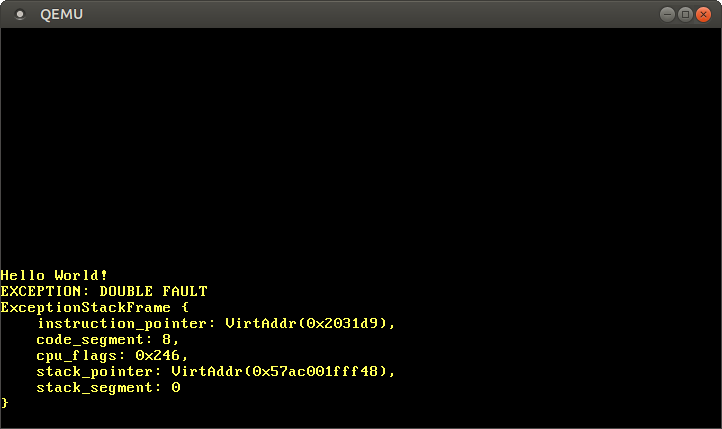 QEMU
Hello World!
EXCEPTION: DOUBLE FAULT
ExceptionStackFrame {
    instruction_pointer: VirtAddr(0x2031d9),
    code_segment: 8,
    cpu_flags: 0x246,
    stack_pointer: VirtAddr(0x57ac001fff48),
    stack_segment: 0
}